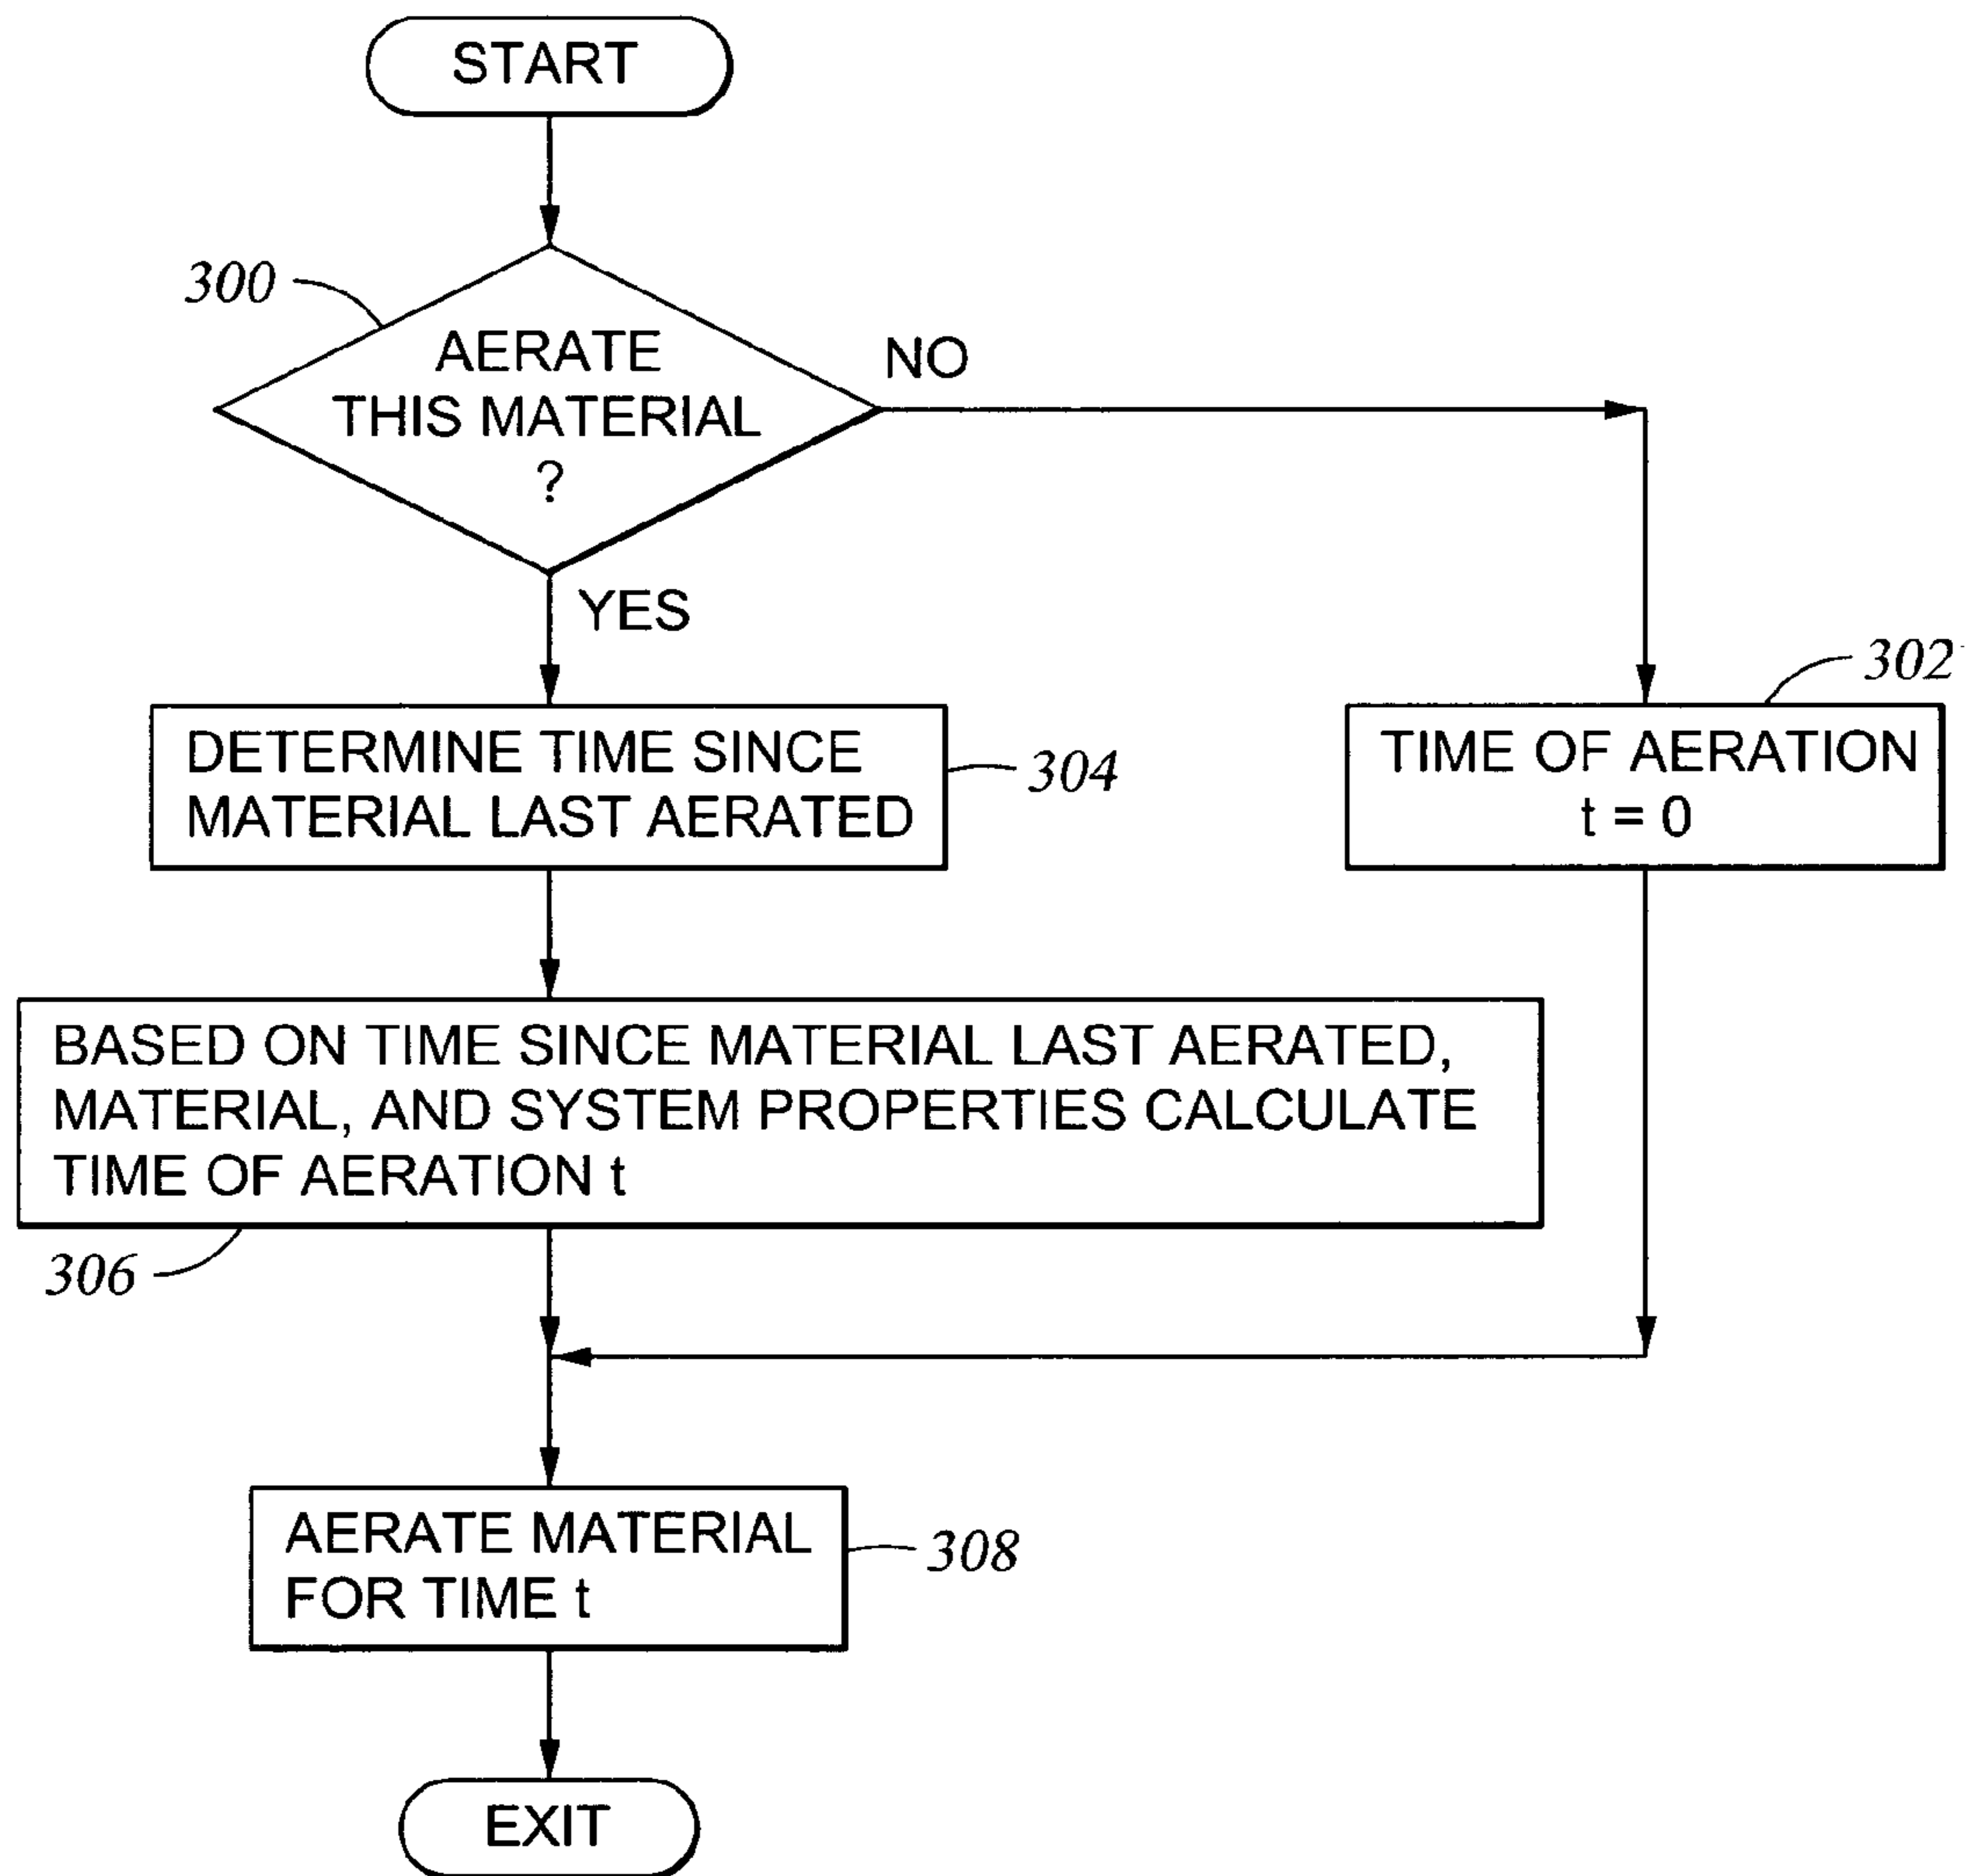 START
300
AERATE
THIS MATERIAL
?
NO
YES
302
DETERMINE TIME SINCE
MATERIAL LAST AERATED
304
TIME OF AERATION
t = 0
BASED ON TIME SINCE MATERIAL LAST AERATED,
MATERIAL, AND SYSTEM PROPERTIES CALCULATE
TIME OF AERATION t
306
AERATE MATERIAL
FOR TIME t
308
EXIT